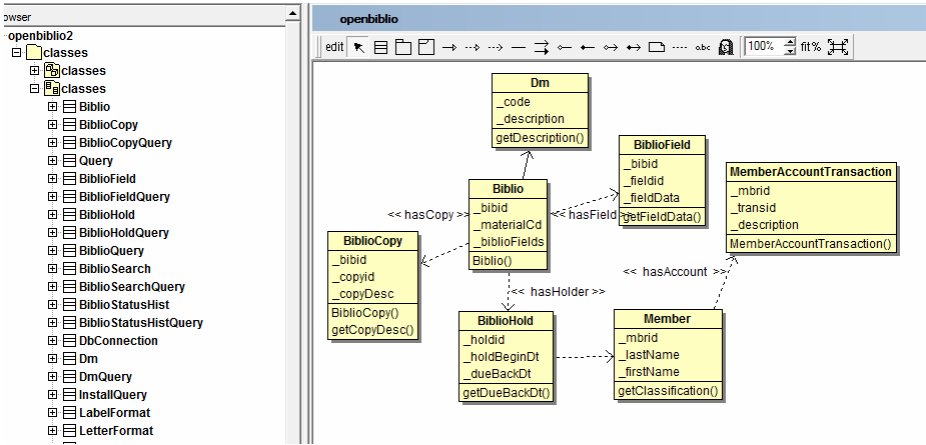 owser
openbiblio2
classes
classes
classes
Biblio
BiblioCopy
BiblioCopyQuery
Query
BiblioField
BiblioFieldQuery
BiblioHold
BiblioHoldQuery
BiblioQuery
BiblioSearch
BiblioSearchQuery
BiblioStatusHist
BiblioStatusHistQuery
DbConnection
Dm
DmQuery
InstallQuery
LabelFormat
LetterFormat
openbiblio
edit abc 100% fit%
Dm
_code
_description
getDescription()
BiblioField
_bibid
_fieldid
_fieldData
getFieldData()
MemberAccountTransaction
_mbrid
_transid
_description
MemberAccountTransaction()
Biblio
_bibid
_materialCd
_biblioFields
Biblio()
<< hasCopy >>
<< hasField >>
BiblioCopy
_bibid
_copyid
_copyDesc
BiblioCopy()
getCopyDesc()
<< hasAccount >>
<< hasHolder >>
BiblioHold
_holdid
_holdBeginDt
_dueBackDt
getDueBackDt()
Member
_mbrid
_lastName
_firstName
getClassification()